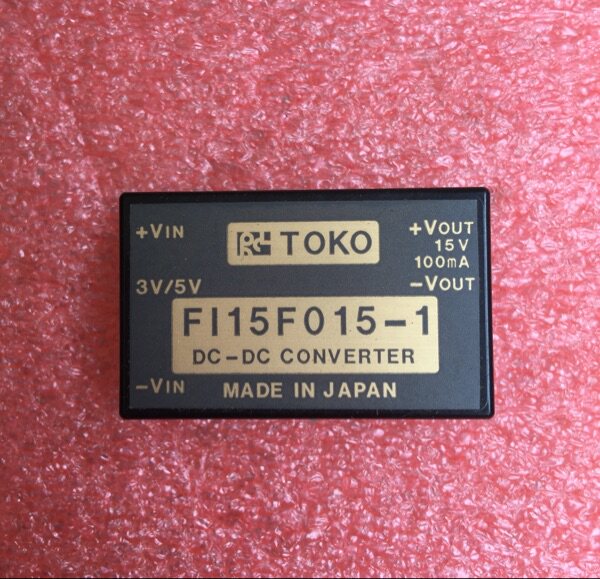 +VIN
TOKO
+VOUT
15V
100mA
3V/5V
-VOUT
FI15F015-1
DC-DC CONVERTER
-VIN
MADE IN JAPAN